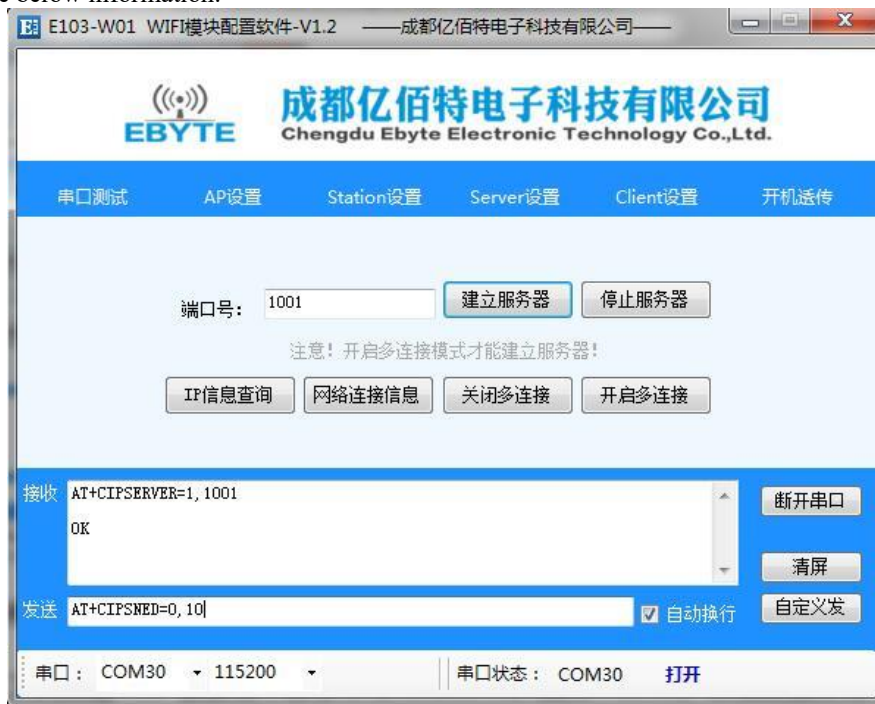 e below information.
E103-W01 WIFI模块配置软件-V1.2 ——成都亿佰特电子科技有限公司——
EBYTE
成都亿佰特电子科技有限公司
Chengdu Ebyte Electronic Technology Co.,Ltd.
串口测试 AP设置 Station设置 Server设置 Client设置 开机透传
端口号: 1001 建立服务器 停止服务器
注意!开启多连接模式才能建立服务器!
IP信息查询 网络连接信息 关闭多连接 开启多连接
接收 AT+CIPSERVER=1,1001 断开串口
OK
清屏
发送 AT+CIPSNED=0,10 自动换行 自定义发
串口: COM30 115200 串口状态: COM30 打开